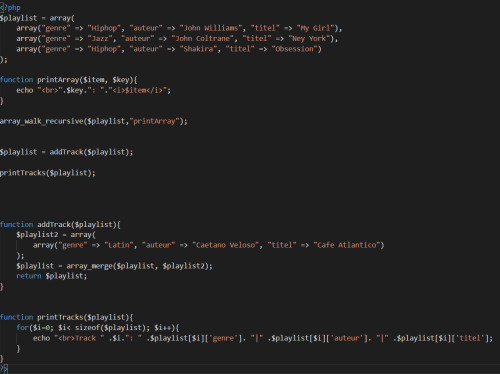 <?php
$playlist = array(
array("genre" => "Hiphop", "auteur" => "John Williams", "titel" => "My Girl"),
array("genre" => "Jazz", "auteur" => "John Coltrane", "titel" => "Ney York"),
array("genre" => "Hiphop", "auteur" => "Shakira", "titel" => "Obsession")
);
function printArray($item, $key){
echo "<br>".$key.": "."<i>$item</i>";
}
array_walk_recursive($playlist,"printArray");
$playlist = addTrack($playlist);
printTracks($playlist);
function addTrack($playlist){
$playlist2 = array(
array("genre" => "Latin", "auteur" => "Caetano Veloso", "titel" => "Cafe Atlantico")
);
$playlist = array_merge($playlist, $playlist2);
return $playlist;
}
function printTracks($playlist){
for($i=0; $i< sizeof($playlist); $i++){
echo "<br>Track " .$i.": " .$playlist[$i]['genre']. "|" .$playlist[$i]['auteur']. "|" .$playlist[$i]['titel'];
}
}
?>